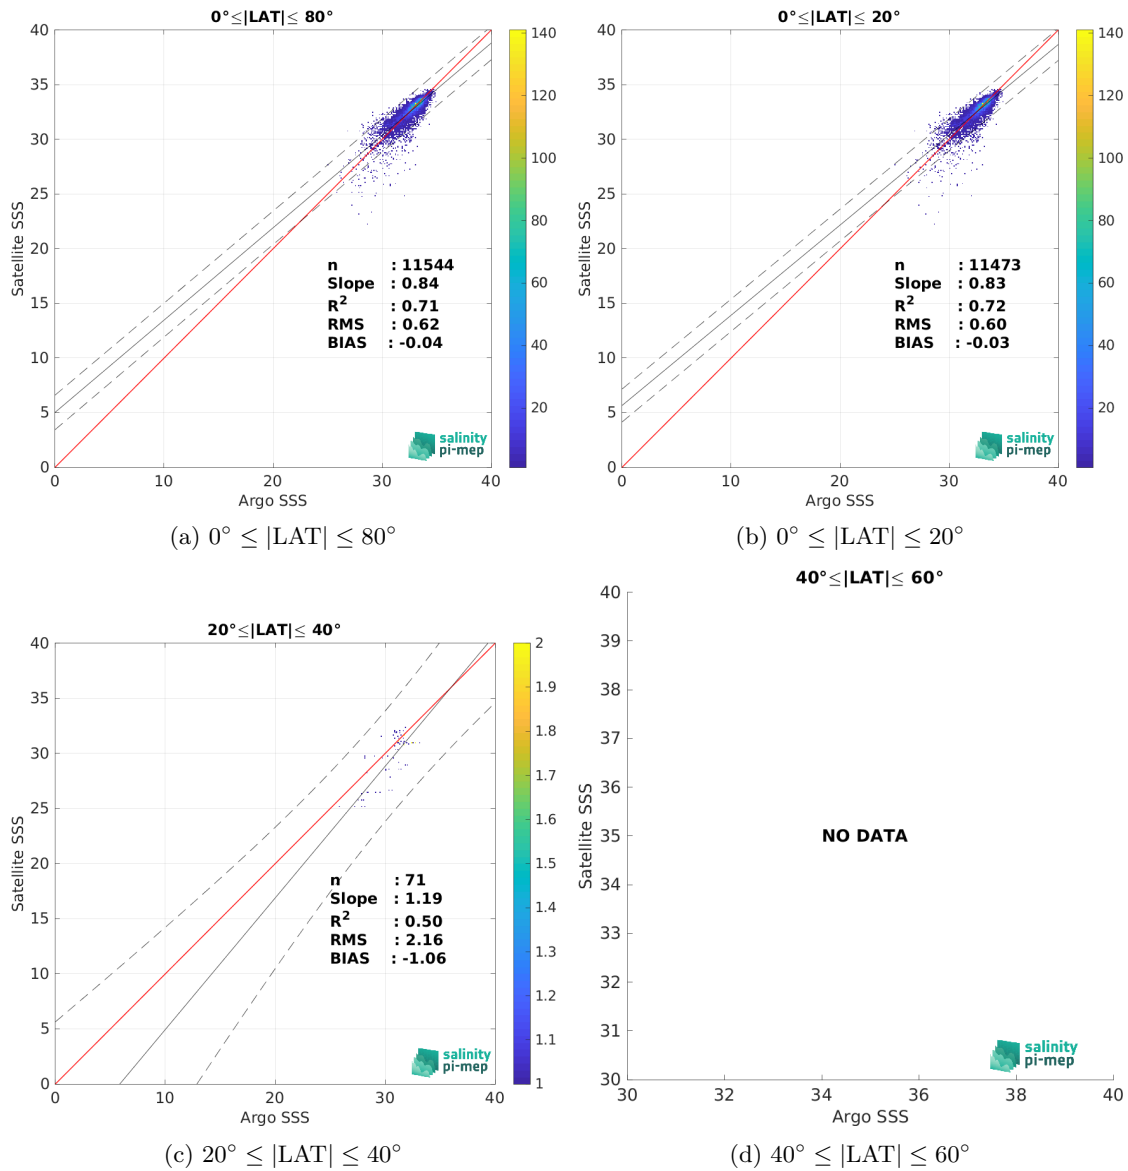 0°≤|LAT|≤ 80°
40
35
30
25
20
15
10
5
0
Satellite SSS
n : 11544
Slope : 0.84
R² : 0.71
RMS : 0.62
BIAS : -0.04
salinity
pi-mep
0 10 20 30 40
Argo SSS
140
120
100
80
60
40
20
(a) 0° ≤ |LAT| ≤ 80°
0°≤|LAT|≤ 20°
40
35
30
25
20
15
10
5
0
Satellite SSS
n : 11473
Slope : 0.83
R² : 0.72
RMS : 0.60
BIAS : -0.03
salinity
pi-mep
0 10 20 30 40
Argo SSS
140
120
100
80
60
40
20
(b) 0° ≤ |LAT| ≤ 20°
20°≤|LAT|≤ 40°
40
35
30
25
20
15
10
5
0
Satellite SSS
n : 71
Slope : 1.19
R² : 0.50
RMS : 2.16
BIAS : -1.06
salinity
pi-mep
0 10 20 30 40
Argo SSS
2
1.9
1.8
1.7
1.6
1.5
1.4
1.3
1.2
1.1
1
(c) 20° ≤ |LAT| ≤ 40°
40°≤|LAT|≤ 60°
40
39
38
37
36
35
34
33
32
31
30
Satellite SSS
NO DATA
salinity
pi-mep
30 32 34 36 38 40
Argo SSS
(d) 40° ≤ |LAT| ≤ 60°